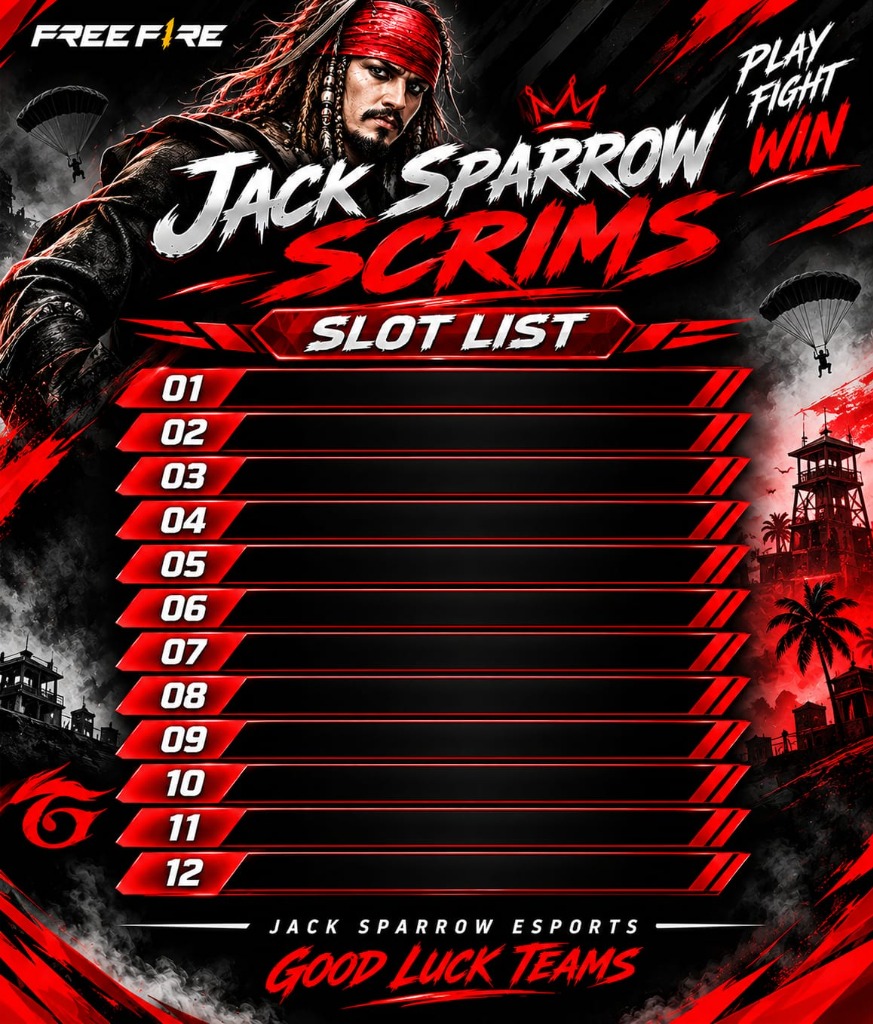 FREE FIRE
PLAY
FIGHT
WIN
JACK SPARROW
SCRIMS
SLOT LIST
01
02
03
04
05
06
07
08
09
10
11
12
JACK SPARROW ESPORTS
GOOD LUCK TEAMS